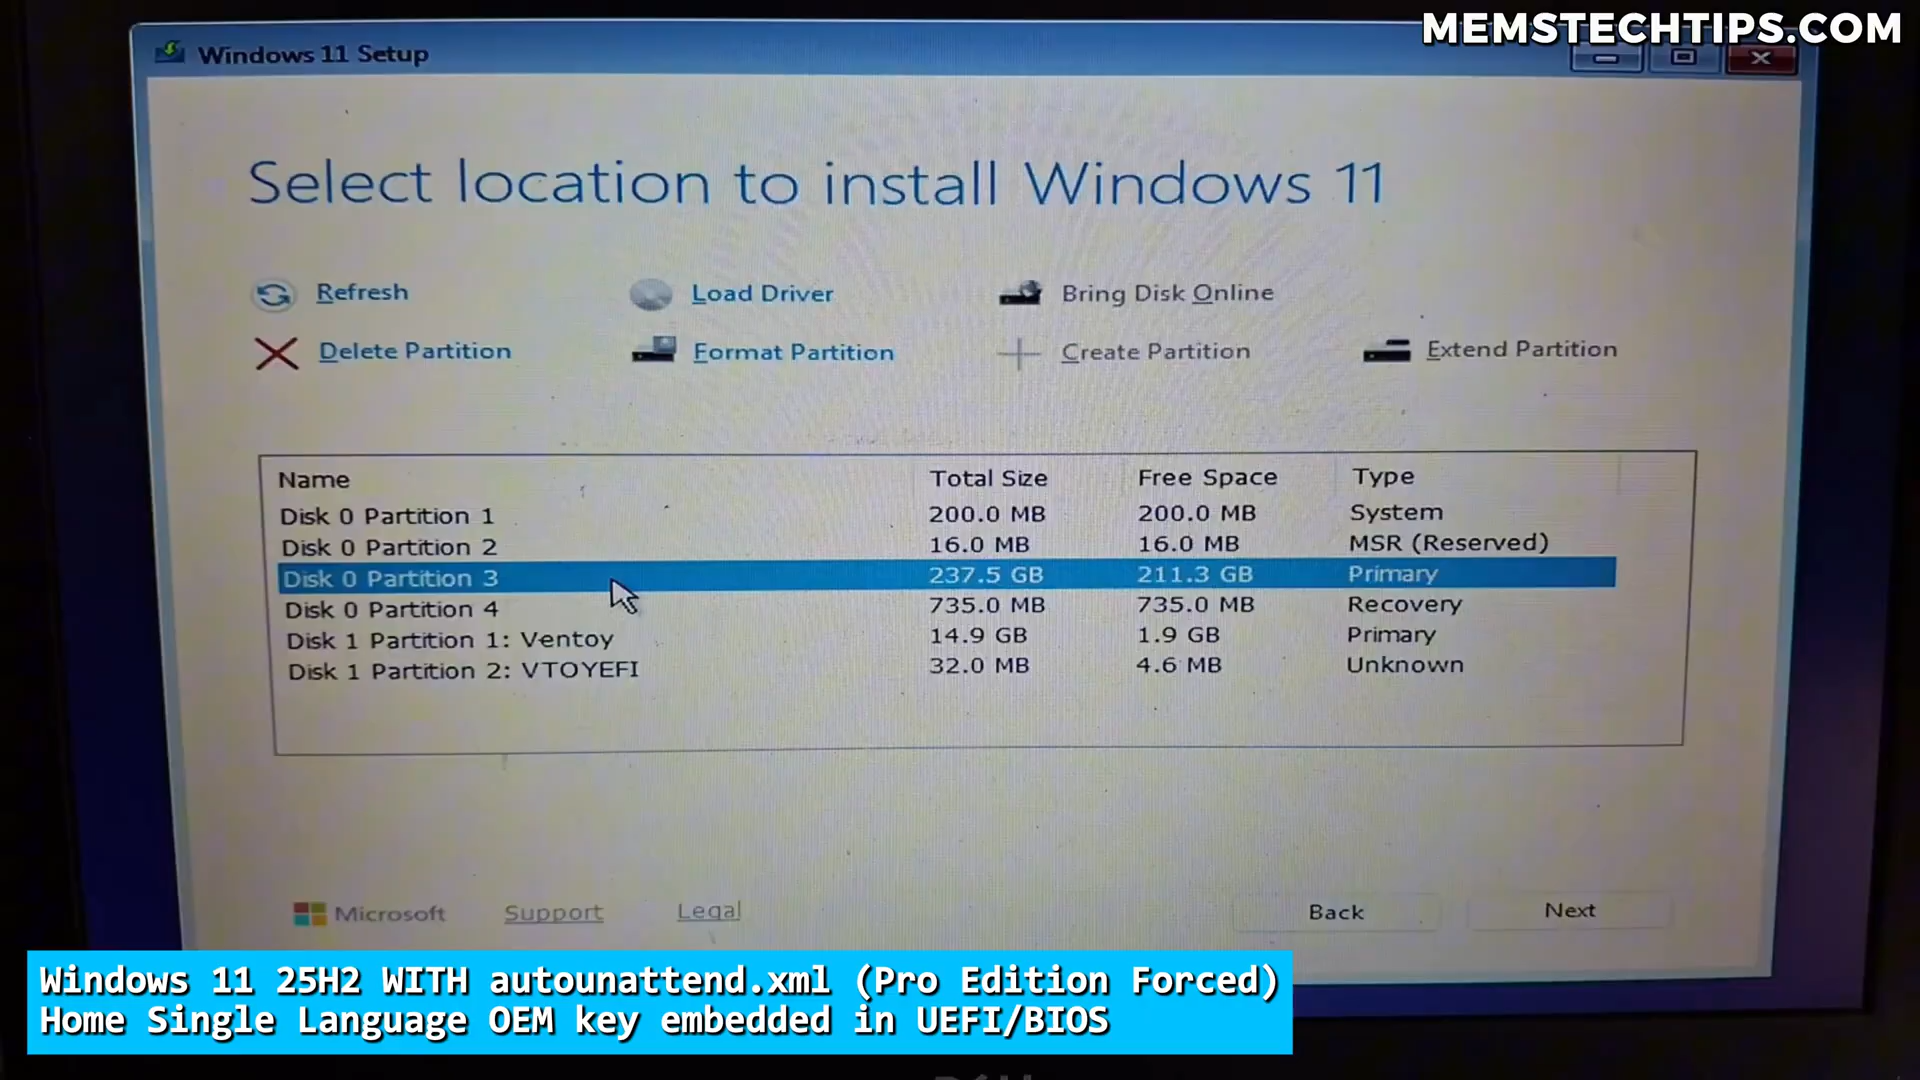 MEMSTECHTIPS.COM
Windows 11 Setup
Select location to install Windows 11
Refresh
Load Driver
Bring Disk Online
Delete Partition
Format Partition
Create Partition
Extend Partition
Name Total Size Free Space Type
Disk 0 Partition 1 200.0 MB 200.0 MB System
Disk 0 Partition 2 16.0 MB 16.0 MB MSR (Reserved)
Disk 0 Partition 3 237.5 GB 211.3 GB Primary
Disk 0 Partition 4 735.0 MB 735.0 MB Recovery
Disk 1 Partition 1: Ventoy 14.9 GB 1.9 GB Primary
Disk 1 Partition 2: VTOYEFI 32.0 MB 4.6 MB Unknown
Microsoft Support Legal Back Next
Windows 11 25H2 WITH autounattend.xml (Pro Edition Forced)
Home Single Language OEM key embedded in UEFI/BIOS